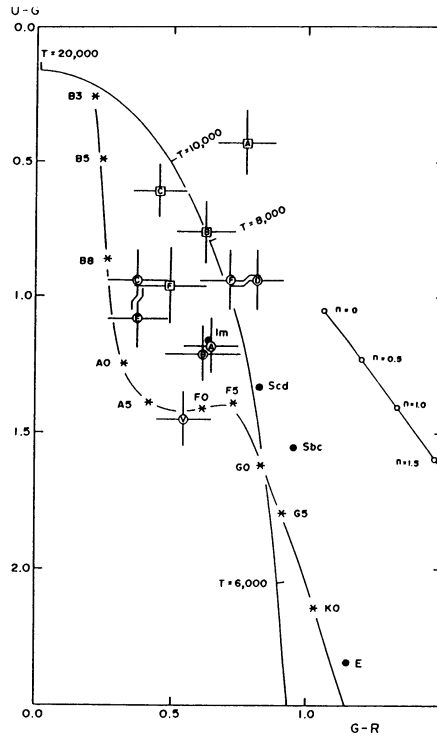 U-G
0.0
T = 20,000
B3
T = 10,000
A
B5
0.5
C
T = 8,000
B
B8
C
F
F
D
1.0
E
n = 0
Im
A
B
A0
n = 0.5
Scd
A5
F0
F5
n = 1.0
V
1.5
Sbc
n = 1.5
G0
G5
2.0
T = 6,000
K0
E
0.0
0.5
1.0
G-R